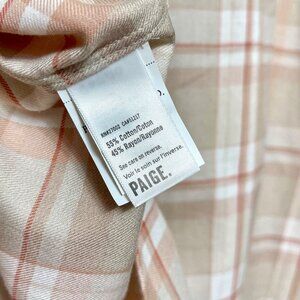 55% Cotton/Coton
45% Rayon/Rayonne
See care on reverse.
Voir le soin sur l'inverse.
PAIGE.